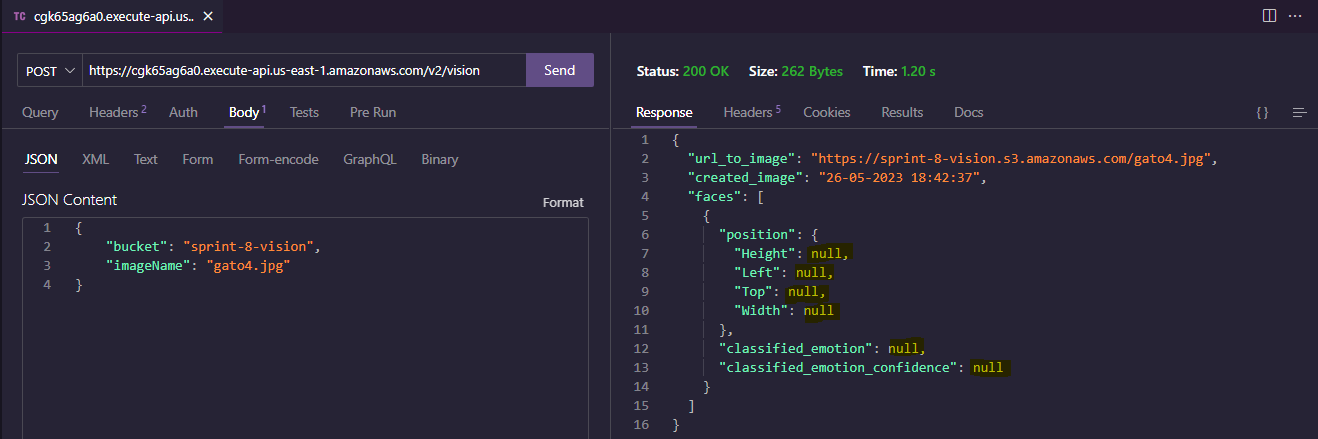 TC cgk65ag6a0.execute-api.us.. ✕ ...
POST https://cgk65ag6a0.execute-api.us-east-1.amazonaws.com/v2/vision Send
Query Headers 2 Auth Body 1 Tests Pre Run
JSON XML Text Form Form-encode GraphQL Binary
JSON Content Format
1 {
2 "bucket": "sprint-8-vision",
3 "imageName": "gato4.jpg"
4 }
Status: 200 OK Size: 262 Bytes Time: 1.20 s
Response Headers 5 Cookies Results Docs { }
1 {
2 "url_to_image": "https://sprint-8-vision.s3.amazonaws.com/gato4.jpg",
3 "created_image": "26-05-2023 18:42:37",
4 "faces": [
5 {
6 "position": {
7 "Height": null,
8 "Left": null,
9 "Top": null,
10 "Width": null
11 },
12 "classified_emotion": null,
13 "classified_emotion_confidence": null
14 }
15 ]
16 }